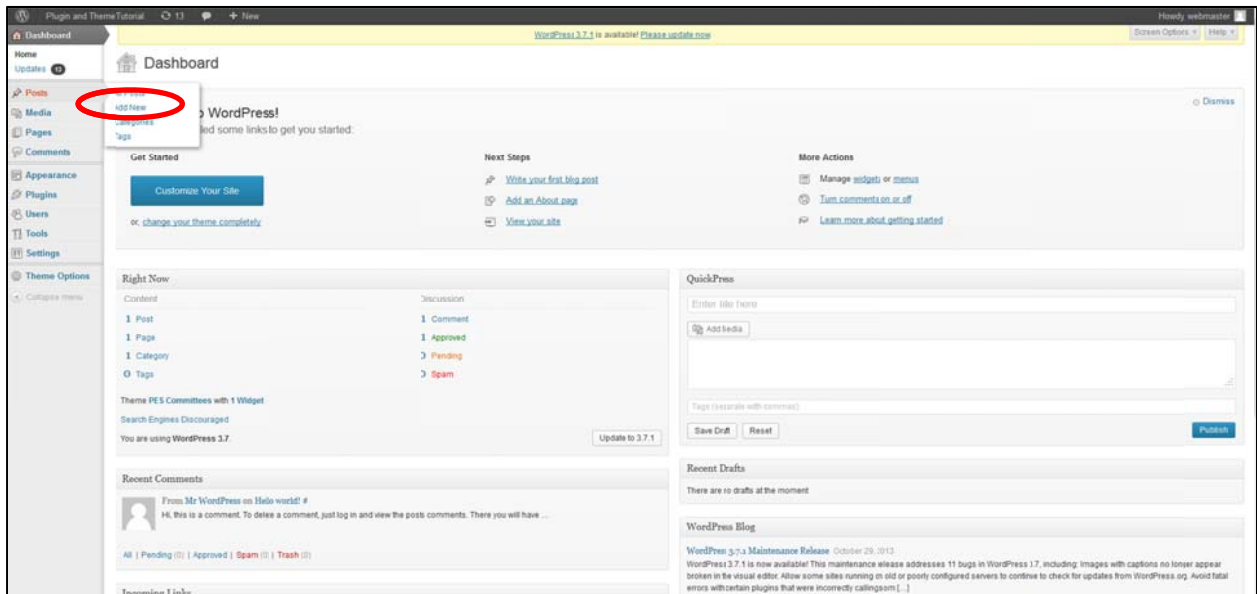 Plugin and ThemeTutorial 13 + New Howdy, webmaster
Dashboard
WordPress 3.7.1 is available! Please update now
Screen Options Help
Home
Updates 13
Dashboard
Posts
Add New
Categories
Tags
Media
Pages
Comments
Appearance
Plugins
Users
Tools
Settings
Theme Options
Collapse menu
WordPress!
some links to get you started:
Dismiss
Get Started
Customize Your Site
or, change your theme completely
Next Steps
Write your first blog post
Add an About page
View your site
More Actions
Manage widgets or menus
Turn comments on or off
Learn more about getting started
Right Now
Content
1 Post
1 Page
1 Category
0 Tags
Discussion
1 Comment
1 Approved
0 Pending
0 Spam
Theme PES Committees with 1 Widget
Search Engines Discouraged
You are using WordPress 3.7.
Update to 3.7.1
QuickPress
Enter title here
Add Media
Tags (separate with commas)
Save Draft Reset Publish
Recent Comments
From Mr WordPress on Hello world! #
Hi, this is a comment. To delete a comment, just log in and view the posts comments. There you will have …
All | Pending (0) | Approved | Spam (0) | Trash (0)
Incoming Links
Recent Drafts
There are no drafts at the moment
WordPress Blog
WordPress 3.7.1 Maintenance Release October 29, 2013
WordPress 3.7.1 is now available! This maintenance release addresses 11 bugs in WordPress 3.7, including: Images with captions no longer appear
broken in the visual editor. Allow some sites running on old or poorly configured servers to continue to check for updates from WordPress.org. Avoid fatal
errors with certain plugins that were incorrectly calling som […]